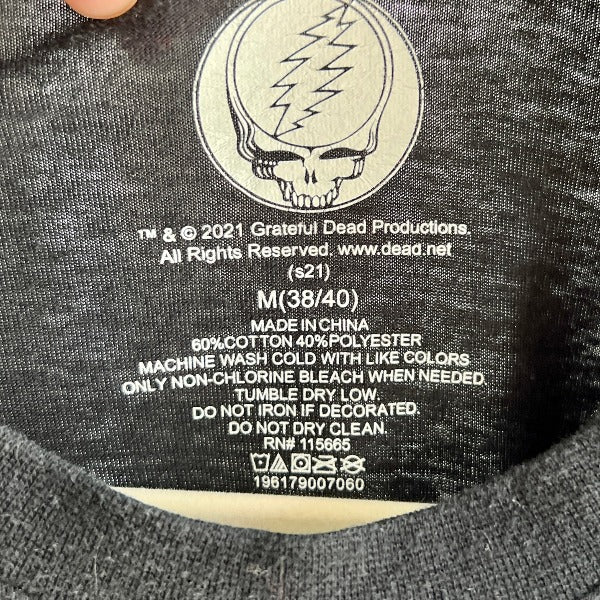 ™ & © 2021 Grateful Dead Productions.
All Rights Reserved. www.dead.net
(s21)
M(38/40)
MADE IN CHINA
60%COTTON 40%POLYESTER
MACHINE WASH COLD WITH LIKE COLORS
ONLY NON-CHLORINE BLEACH WHEN NEEDED
TUMBLE DRY LOW.
DO NOT IRON IF DECORATED.
DO NOT DRY CLEAN.
RN# 115665
196179007060